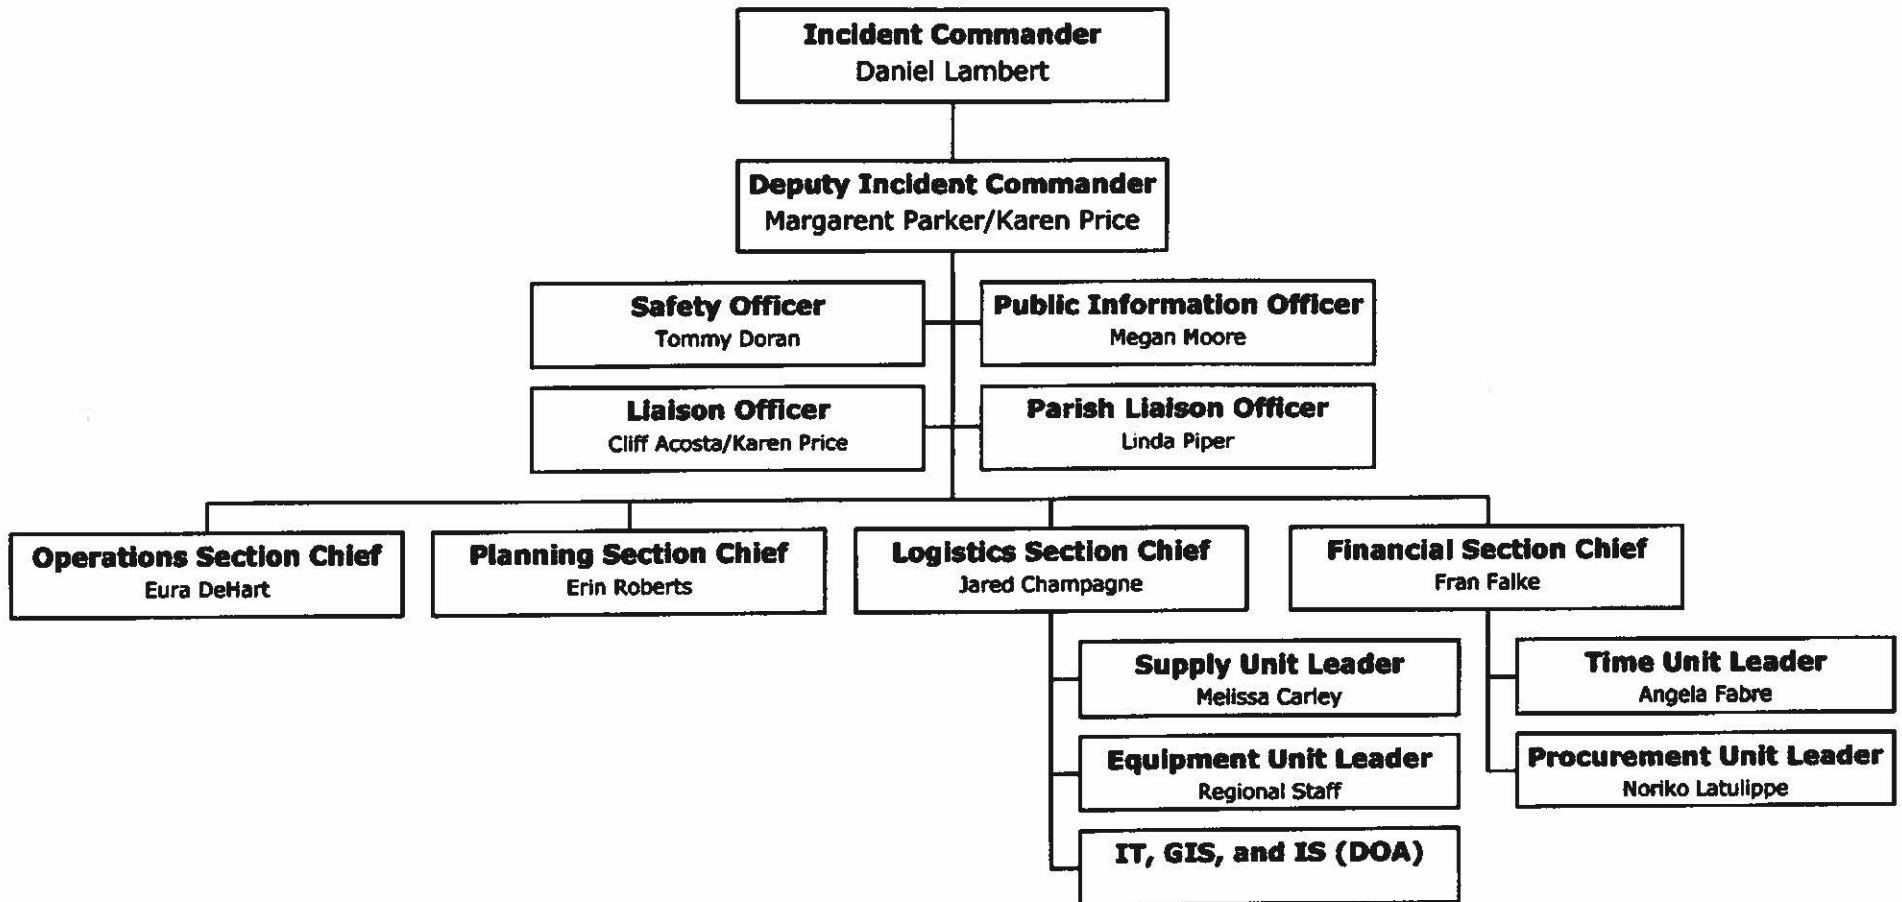 Incident Commander
Daniel Lambert
Deputy Incident Commander
Margarent Parker/Karen Price
Safety Officer
Tommy Doran
Public Information Officer
Megan Moore
Liaison Officer
Cliff Acosta/Karen Price
Parish Liaison Officer
Linda Piper
Operations Section Chief
Eura DeHart
Planning Section Chief
Erin Roberts
Logistics Section Chief
Jared Champagne
Financial Section Chief
Fran Falke
Supply Unit Leader
Melissa Carley
Equipment Unit Leader
Regional Staff
IT, GIS, and IS (DOA)
Time Unit Leader
Angela Fabre
Procurement Unit Leader
Noriko Latulippe